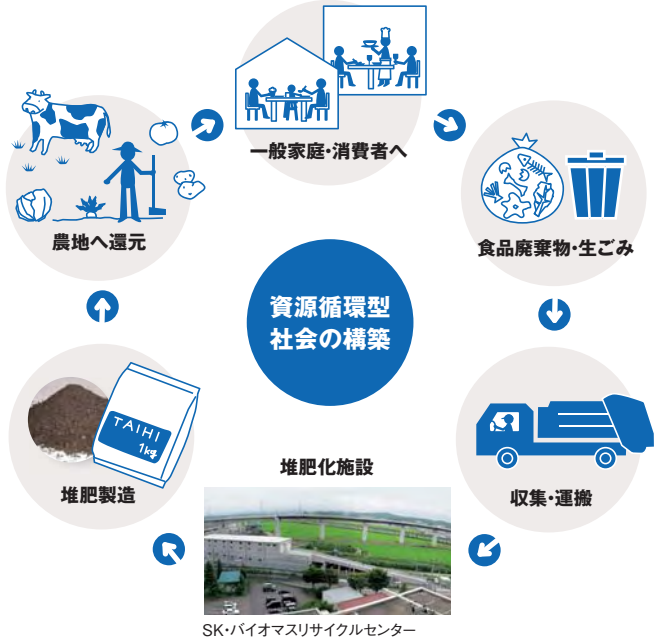 一般家庭・消費者へ
食品廃棄物・生ごみ
収集・運搬
堆肥化施設
SK・バイオマスリサイクルセンター
堆肥製造
TAIHI
1kg
農地へ還元
資源循環型
社会の構築